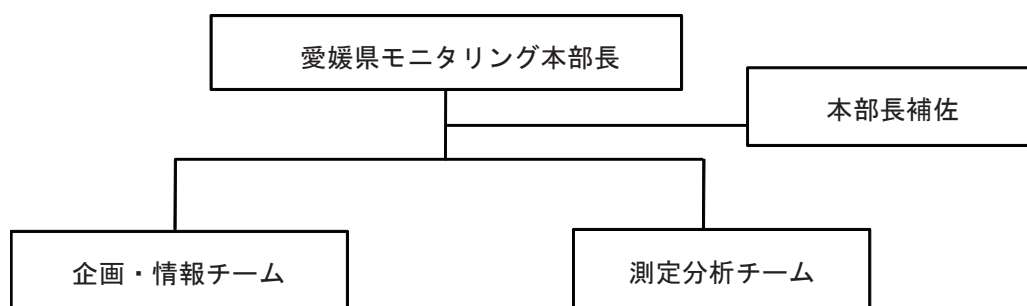 愛媛県モニタリング本部長
本部長補佐
企画・情報チーム
測定分析チーム